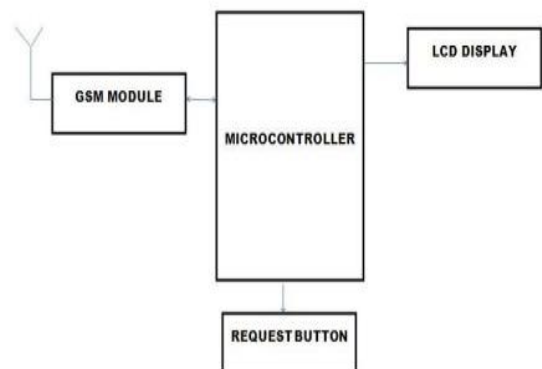 LCD DISPLAY
GSM MODULE
MICROCONTROLLER
REQUEST BUTTON